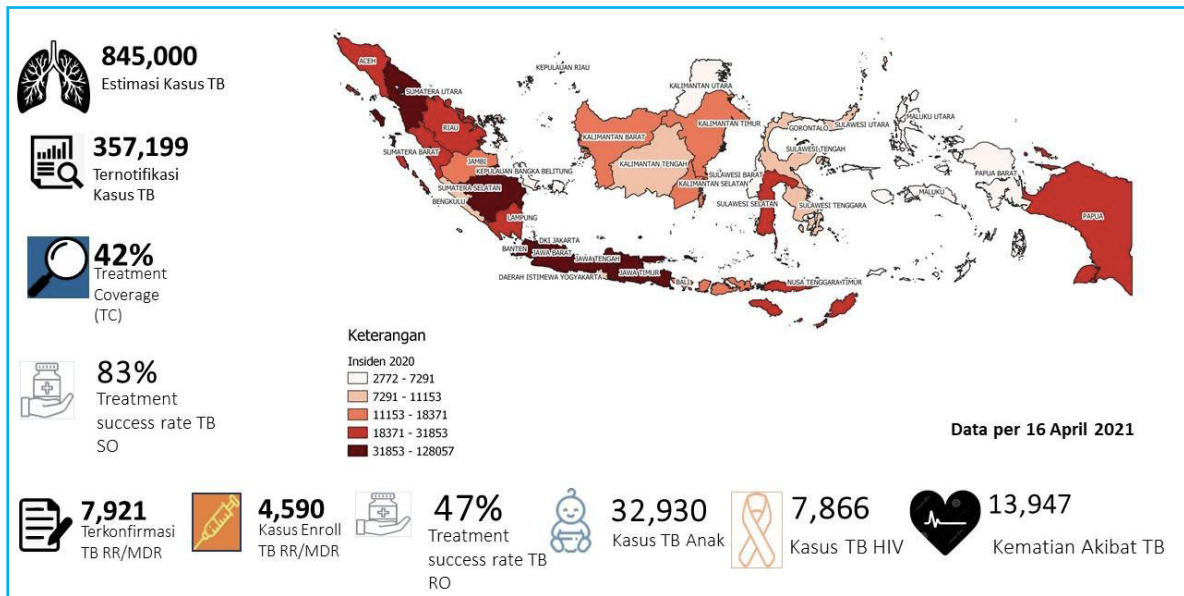 845,000
Estimasi Kasus TB
357,199
Ternotifikasi
Kasus TB
42%
Treatment
Coverage
(TC)
83%
Treatment
success rate TB
SO
ACEH
SUMATERA UTARA
RIAU
KEPULAUAN RIAU
SUMATERA BARAT
JAMBI
KEPULAUAN BANGKA BELITUNG
SUMATERA SELATAN
BENGKULU
LAMPUNG
DKI JAKARTA
BANTEN
JAWA BARAT
JAWA TENGAH
DAERAH ISTIMEWA YOGYAKARTA
JAWA TIMUR
BALI
NUSA TENGGARA TIMUR
KALIMANTAN UTARA
KALIMANTAN BARAT
KALIMANTAN TIMUR
KALIMANTAN TENGAH
KALIMANTAN SELATAN
GORONTALO
SULAWESI UTARA
SULAWESI TENGAH
SULAWESI BARAT
SULAWESI SELATAN
SULAWESI TENGGARA
MALUKU UTARA
MALUKU
PAPUA BARAT
PAPUA
Keterangan
Insiden 2020
2772 - 7291
7291 - 11153
11153 - 18371
18371 - 31853
31853 - 128057
Data per 16 April 2021
7,921
Terkonfirmasi
TB RR/MDR
4,590
Kasus Enroll
TB RR/MDR
47%
Treatment
success rate TB
RO
32,930
Kasus TB Anak
7,866
Kasus TB HIV
13,947
Kematian Akibat TB